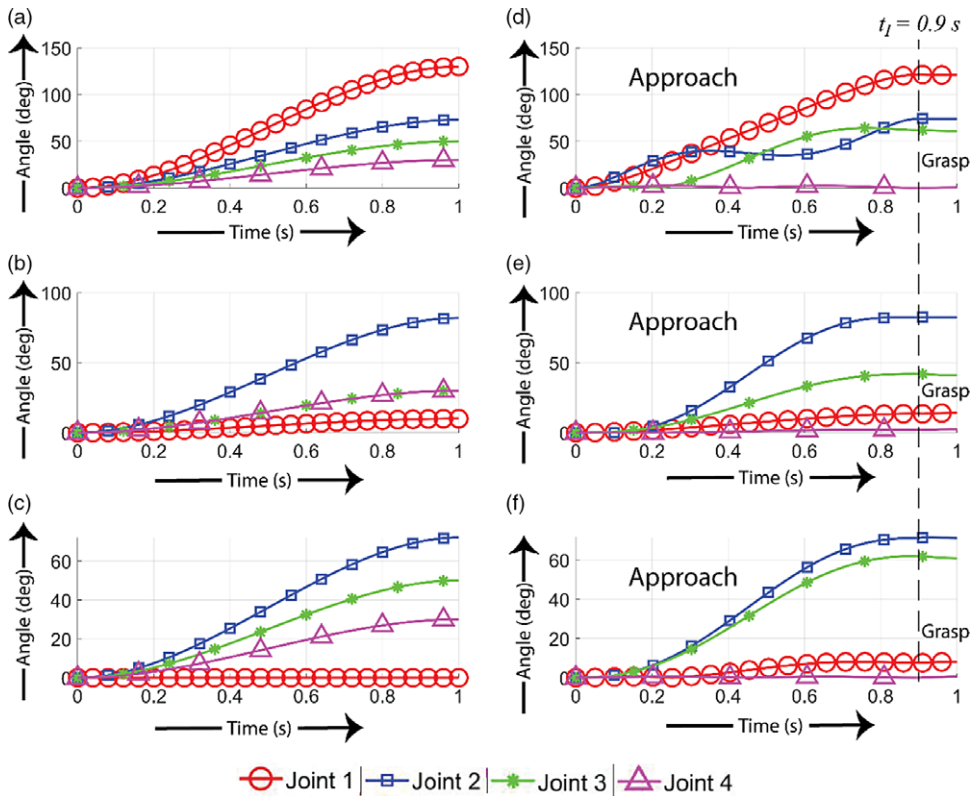 (a)
Angle (deg)
150
100
50
0
0 0.2 0.4 0.6 0.8 1
Time (s)
(d)
t1 = 0.9 s
Angle (deg)
150
100
50
0
Approach
Grasp
0 0.2 0.4 0.6 0.8 1
Time (s)
(b)
Angle (deg)
100
50
0
0 0.2 0.4 0.6 0.8 1
Time (s)
(e)
Angle (deg)
100
50
0
Approach
Grasp
0 0.2 0.4 0.6 0.8 1
Time (s)
(c)
Angle (deg)
60
40
20
0
0 0.2 0.4 0.6 0.8 1
Time (s)
(f)
Angle (deg)
60
40
20
0
Approach
Grasp
0 0.2 0.4 0.6 0.8 1
Time (s)
Joint 1 Joint 2 Joint 3 Joint 4